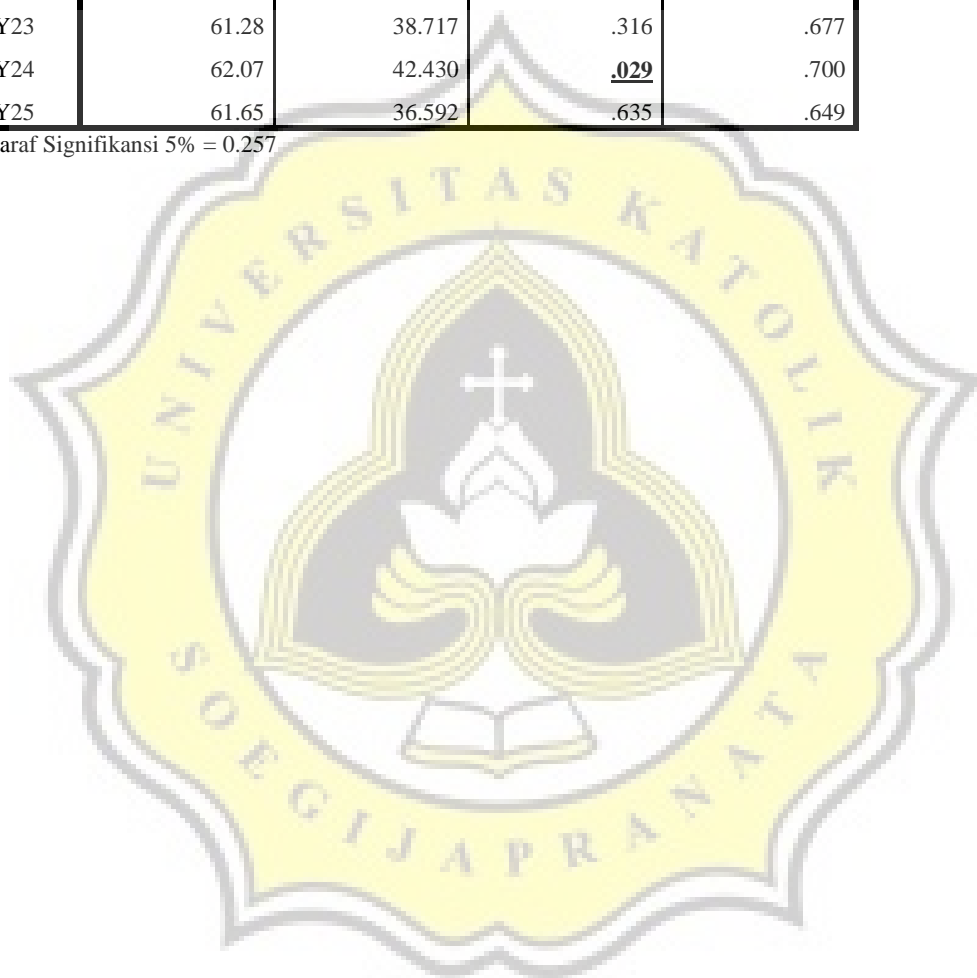 Y23 61.28 38.717 .316 .677
Y24 62.07 42.430 .029 .700
Y25 61.65 36.592 .635 .649
araf Signifikansi 5% = 0.257
UNIVERSITAS KATOLIK
SOEGIJAPRANATA